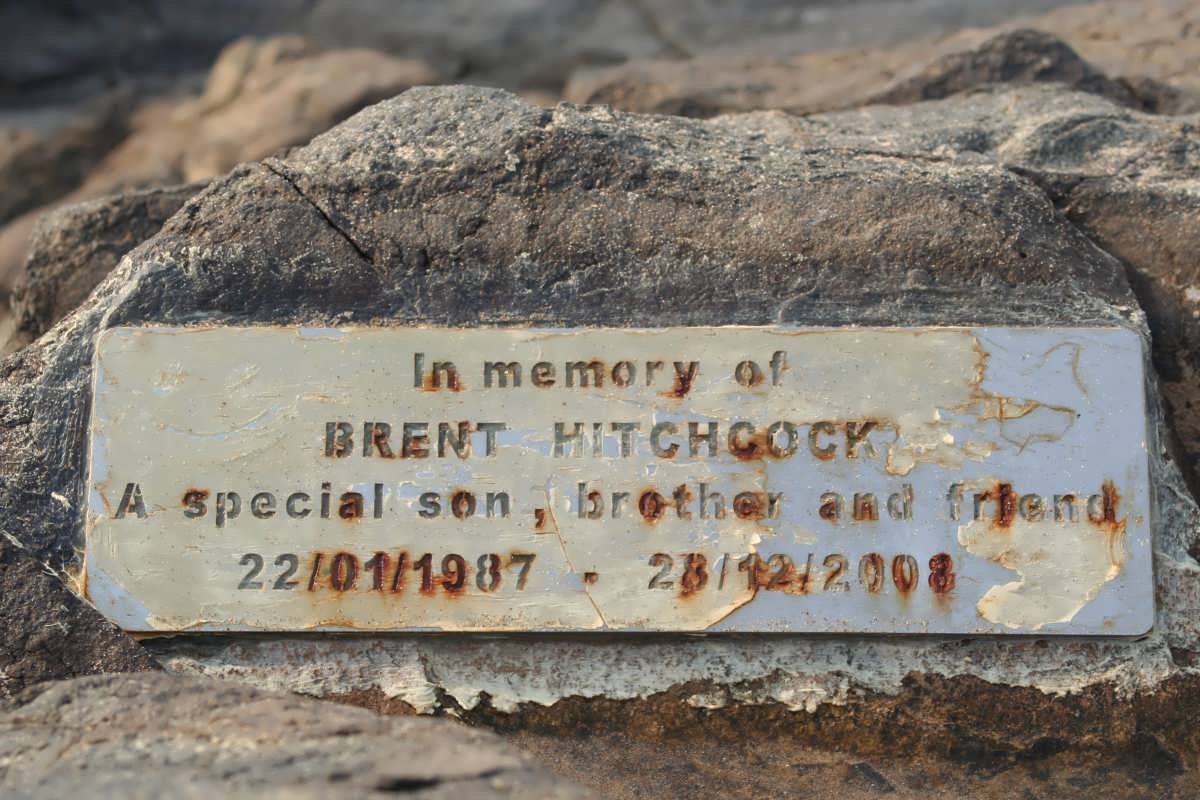 In memory of
BRENT HITCHCOCK
A special son, brother and friend
22/01/1987 - 28/12/2008